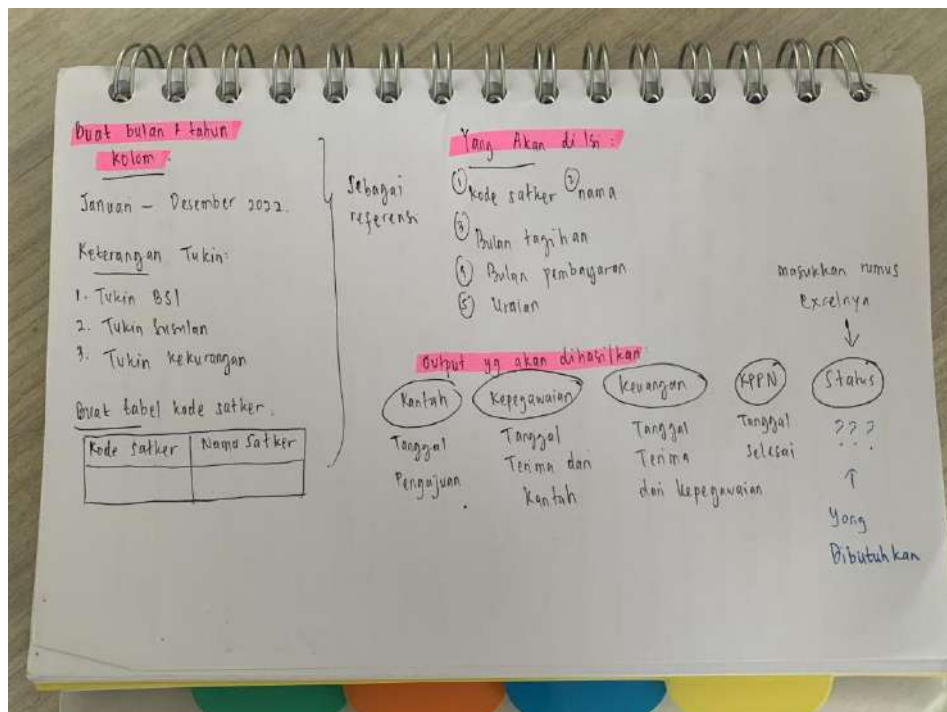 Buat bulan & tahun
kolom :
Januari – Desember 2022.
Keterangan Tukin:
1. Tukin BSI
2. Tukin Susulan
3. Tukin kekurangan
Buat tabel kode satker.
Kode Satker
Nama Satker
Sebagai
referensi
Yang Akan di Isi :
① Kode satker ② nama
③ Bulan tagihan
④ Bulan pembayaran
⑤ Uraian
Output yg akan dihasilkan
Kantah
Tanggal
Pengajuan
Kepegawaian
Tanggal
Terima dari
Kantah
Keuangan
Tanggal
Terima
dari Kepegawaian
KPPN
Tanggal
selesai
masukkan rumus
excelnya
Status
???
Yang
Dibutuhkan